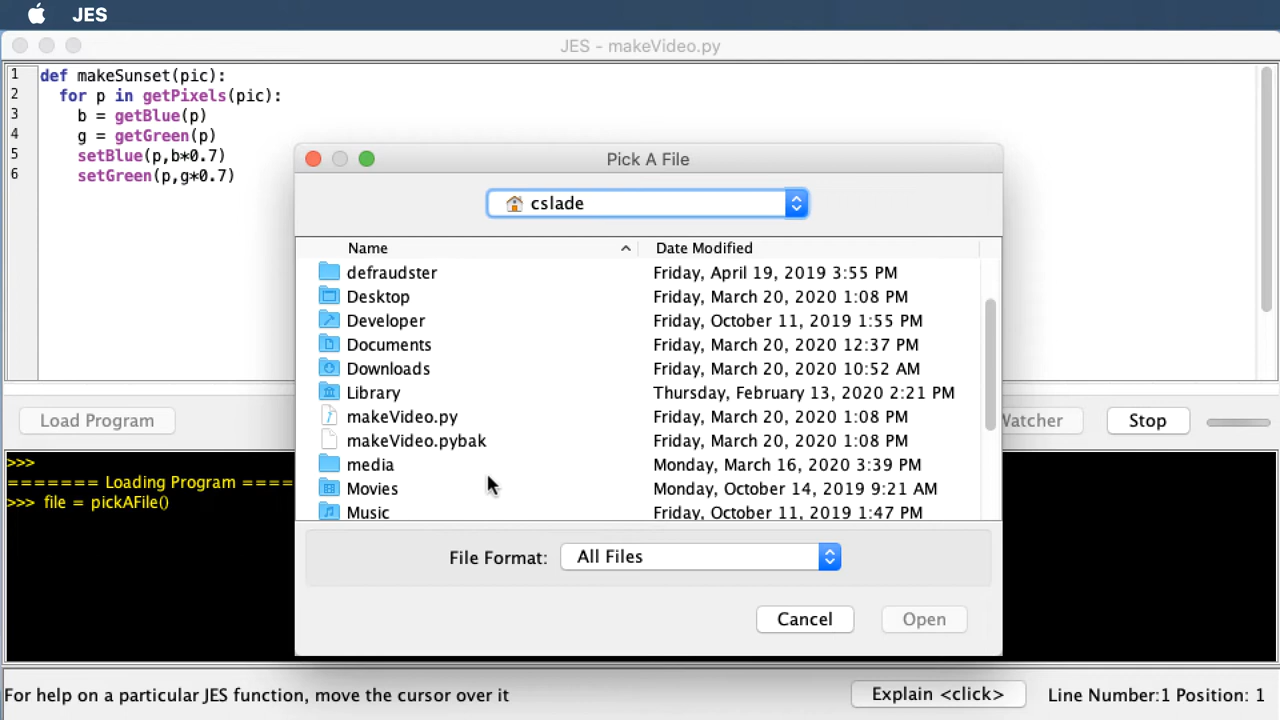 JES
JES - makeVideo.py
1 def makeSunset(pic):
2 for p in getPixels(pic):
3 b = getBlue(p)
4 g = getGreen(p)
5 setBlue(p,b*0.7)
6 setGreen(p,g*0.7)
Pick A File
cslade
Name Date Modified
defraudster Friday, April 19, 2019 3:55 PM
Desktop Friday, March 20, 2020 1:08 PM
Developer Friday, October 11, 2019 1:55 PM
Documents Friday, March 20, 2020 12:37 PM
Downloads Friday, March 20, 2020 10:52 AM
Library Thursday, February 13, 2020 2:21 PM
makeVideo.py Friday, March 20, 2020 1:08 PM
makeVideo.pybak Friday, March 20, 2020 1:08 PM
media Monday, March 16, 2020 3:39 PM
Movies Monday, October 14, 2019 9:21 AM
Music Friday, October 11, 2019 1:47 PM
File Format: All Files
Cancel Open
Load Program Watcher Stop
>>>
======= Loading Program ====
>>> file = pickAFile()
For help on a particular JES function, move the cursor over it Explain <click> Line Number:1 Position: 1